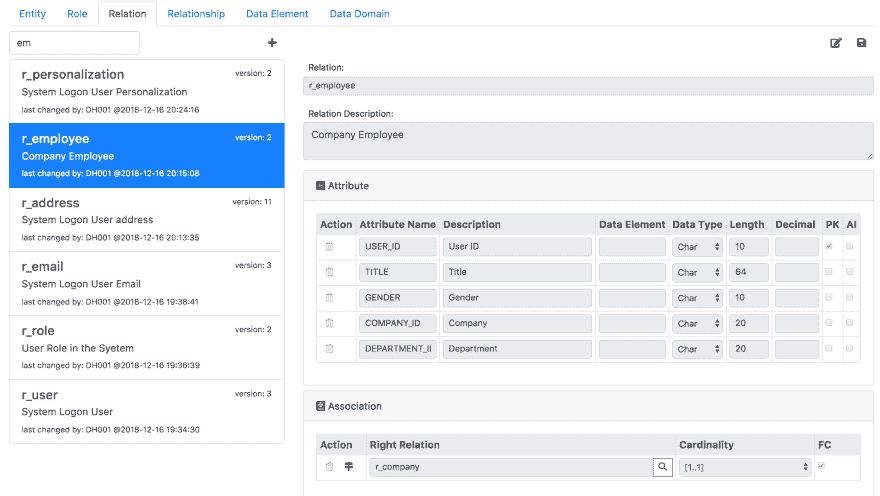 Entity Role Relation Relationship Data Element Data Domain
em
r_personalization version: 2
System Logon User Personalization
last changed by: DH001 @2018-12-16 20:24:16
r_employee version: 2
Company Employee
last changed by: DH001 @2018-12-16 20:15:08
r_address version: 11
System Logon User address
last changed by: DH001 @2018-12-16 20:13:35
r_email version: 3
System Logon User Email
last changed by: DH001 @2018-12-16 19:38:41
r_role version: 2
User Role in the Syetem
last changed by: DH001 @2018-12-16 19:36:39
r_user version: 3
System Logon User
last changed by: DH001 @2018-12-16 19:34:30
Relation:
r_employee
Relation Description:
Company Employee
Attribute
Action Attribute Name Description Data Element Data Type Length Decimal PK AI
USER_ID User ID Char 10
TITLE Title Char 64
GENDER Gender Char 10
COMPANY_ID Company Char 20
DEPARTMENT_II Department Char 20
Association
Action Right Relation Cardinality FC
r_company [1..1]